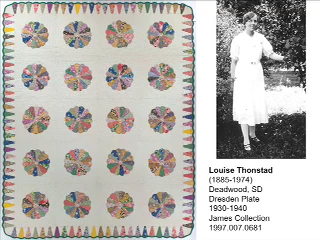 Louise Thonstad
(1885-1974)
Deadwood, SD
Dresden Plate
1930-1940
James Collection
1997.007.0681